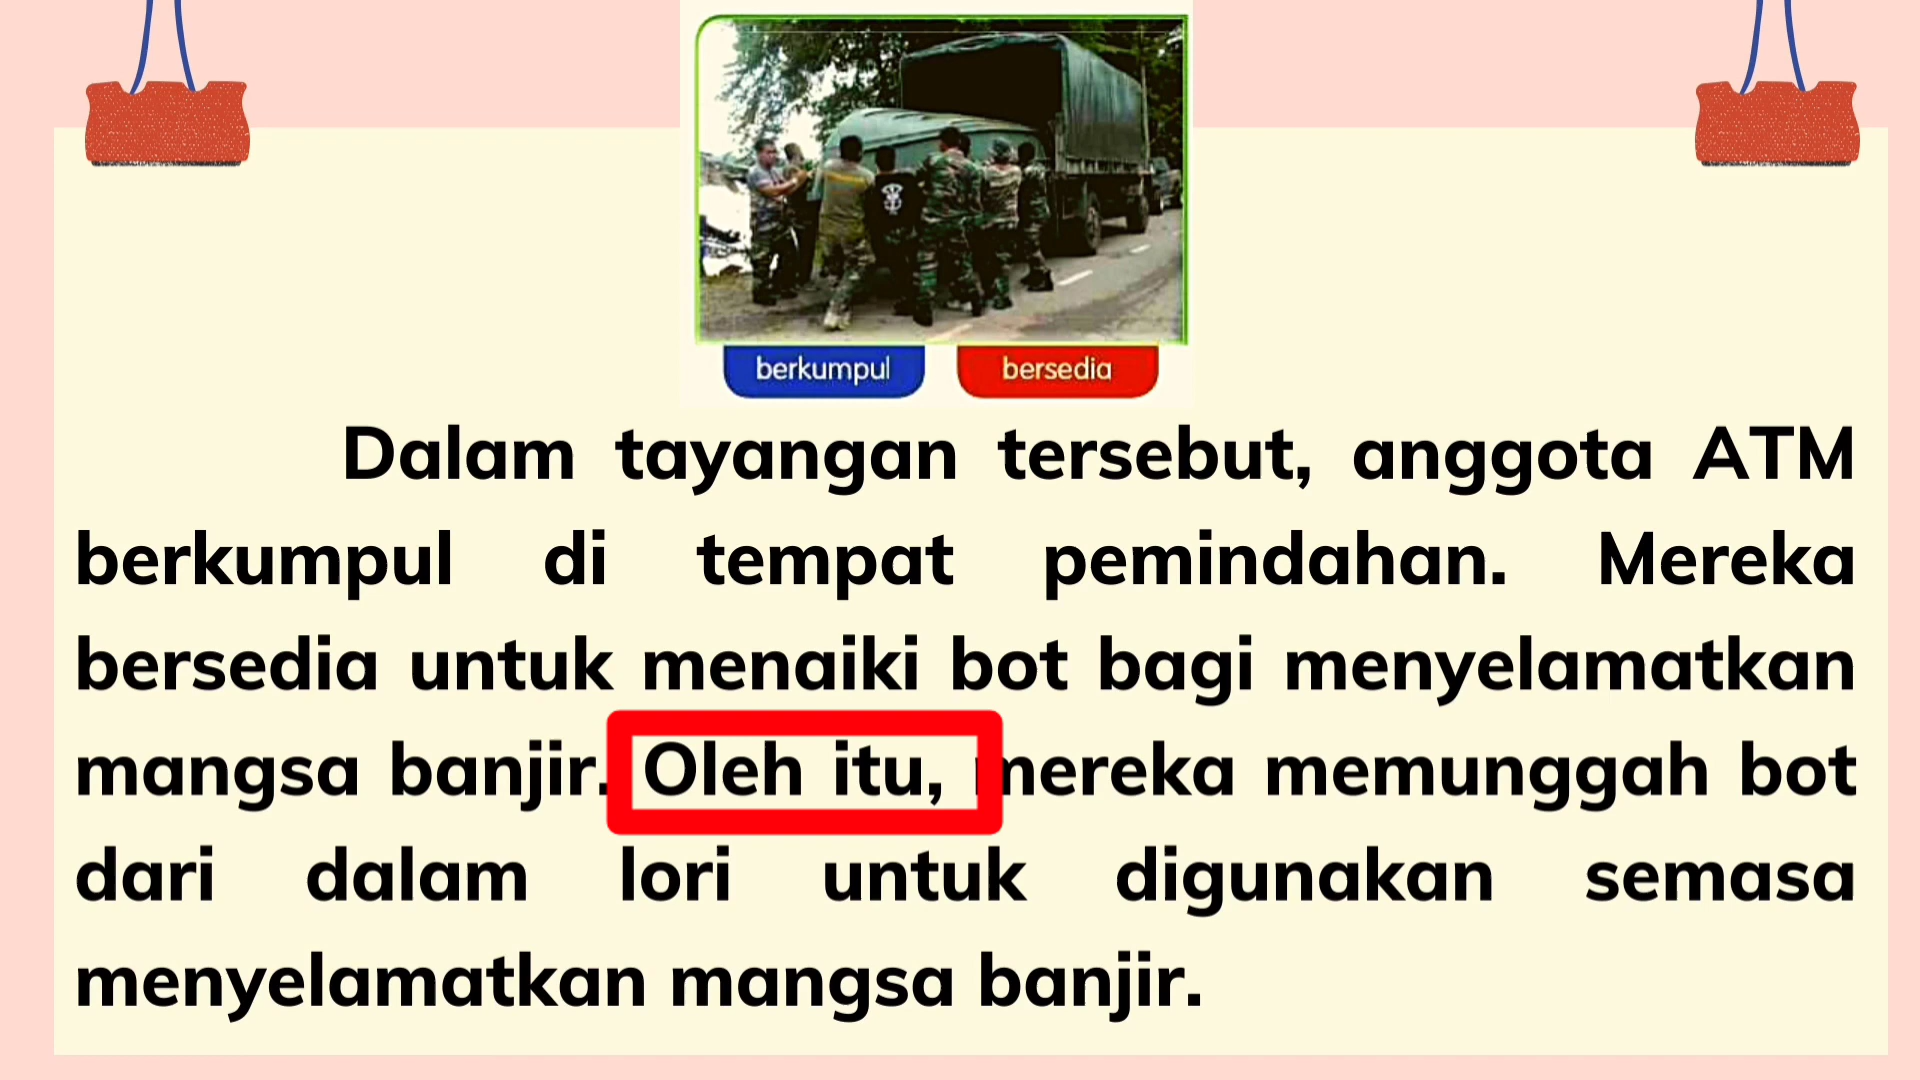 berkumpul bersedia
Dalam tayangan tersebut, anggota ATM
berkumpul di tempat pemindahan. Mereka
bersedia untuk menaiki bot bagi menyelamatkan
mangsa banjir. Oleh itu, mereka memunggah bot
dari dalam lori untuk digunakan semasa
menyelamatkan mangsa banjir.